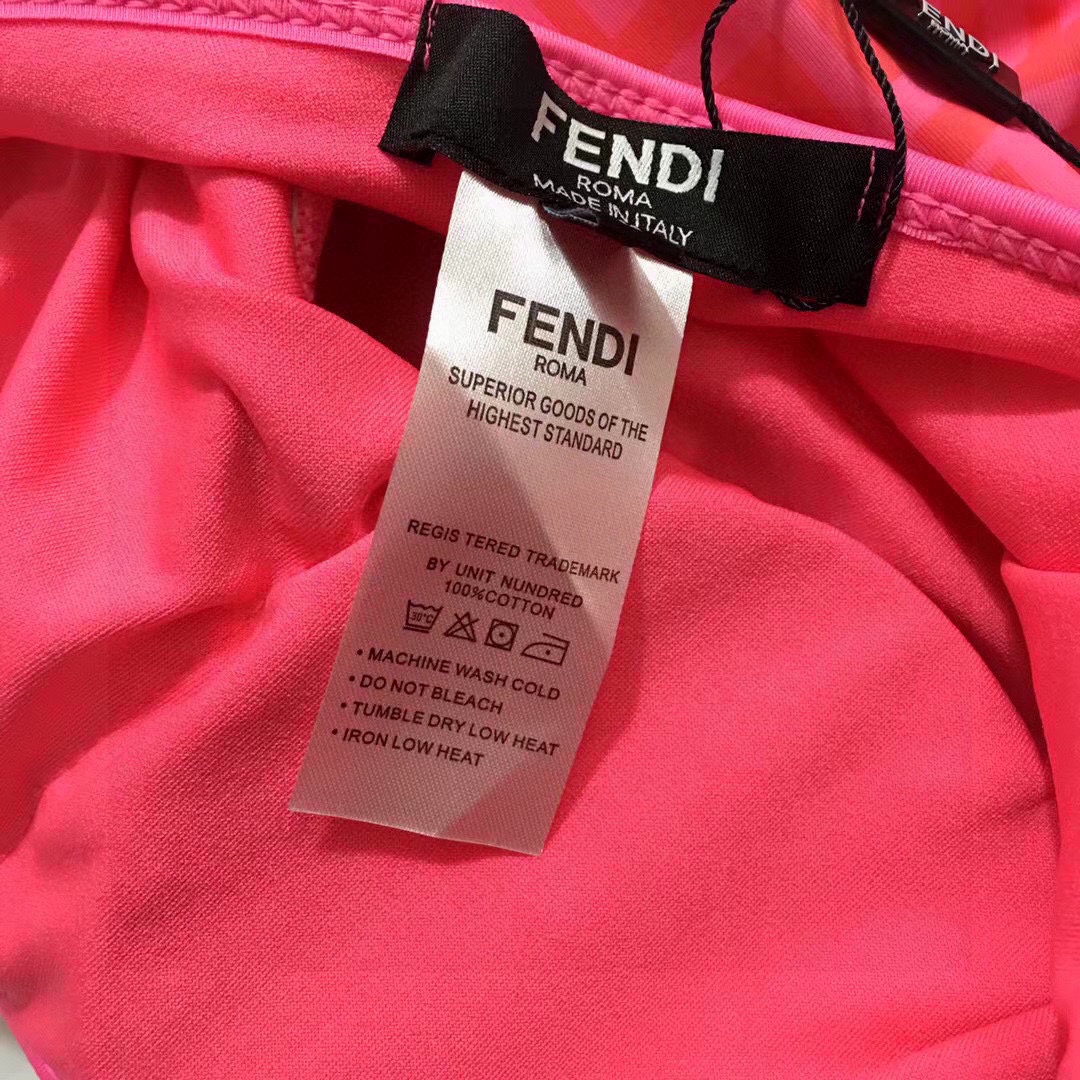 FENDI
FENDI
ROMA
MADE IN ITALY
FENDI
ROMA
SUPERIOR GOODS OF THE
HIGHEST STANDARD
REGIS TERED TRADEMARK
BY UNIT NUNDRED
100%COTTON
30°C
• MACHINE WASH COLD
• DO NOT BLEACH
• TUMBLE DRY LOW HEAT
• IRON LOW HEAT